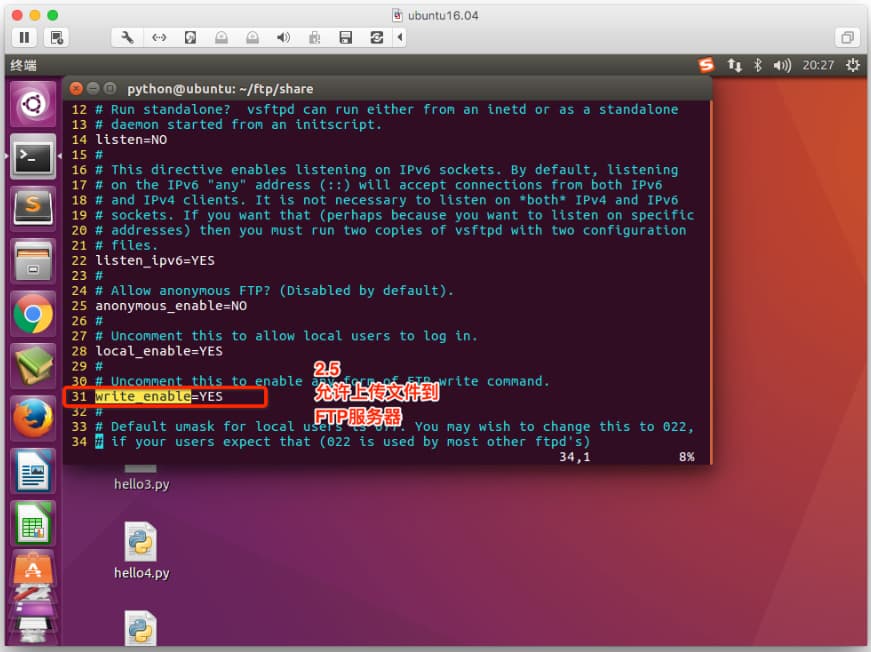 ubuntu16.04
终端
20:27
python@ubuntu: ~/ftp/share
12 # Run standalone?  vsftpd can run either from an inetd or as a standalone
13 # daemon started from an initscript.
14 listen=NO
15 #
16 # This directive enables listening on IPv6 sockets. By default, listening
17 # on the IPv6 "any" address (::) will accept connections from both IPv6
18 # and IPv4 clients. It is not necessary to listen on *both* IPv4 and IPv6
19 # sockets. If you want that (perhaps because you want to listen on specific
20 # addresses) then you must run two copies of vsftpd with two configuration
21 # files.
22 listen_ipv6=YES
23 #
24 # Allow anonymous FTP? (Disabled by default).
25 anonymous_enable=NO
26 #
27 # Uncomment this to allow local users to log in.
28 local_enable=YES
29 #
30 # Uncomment this to enable any form of FTP write command.
31 write_enable=YES
32 #
33 # Default umask for local users is 077. You may wish to change this to 022,
34 # if your users expect that (022 is used by most other ftpd's)
34,1 8%
2.5
允许上传文件到
FTP服务器
hello3.py
hello4.py